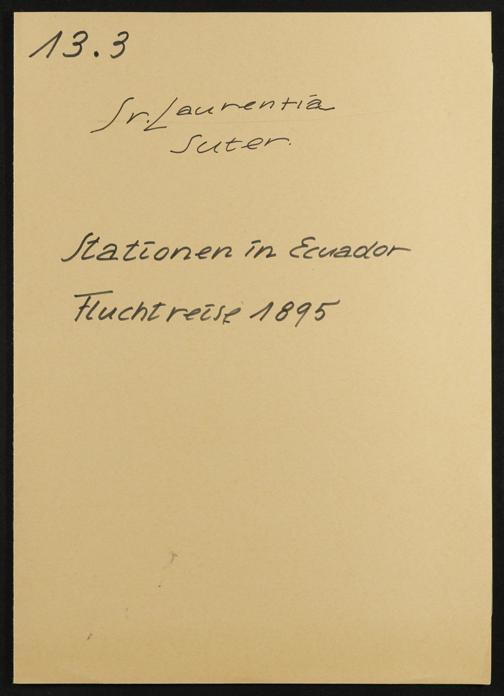 13.3
Sr. Laurentia
Suter.
Stationen in Ecuador
Fluchtreise 1895